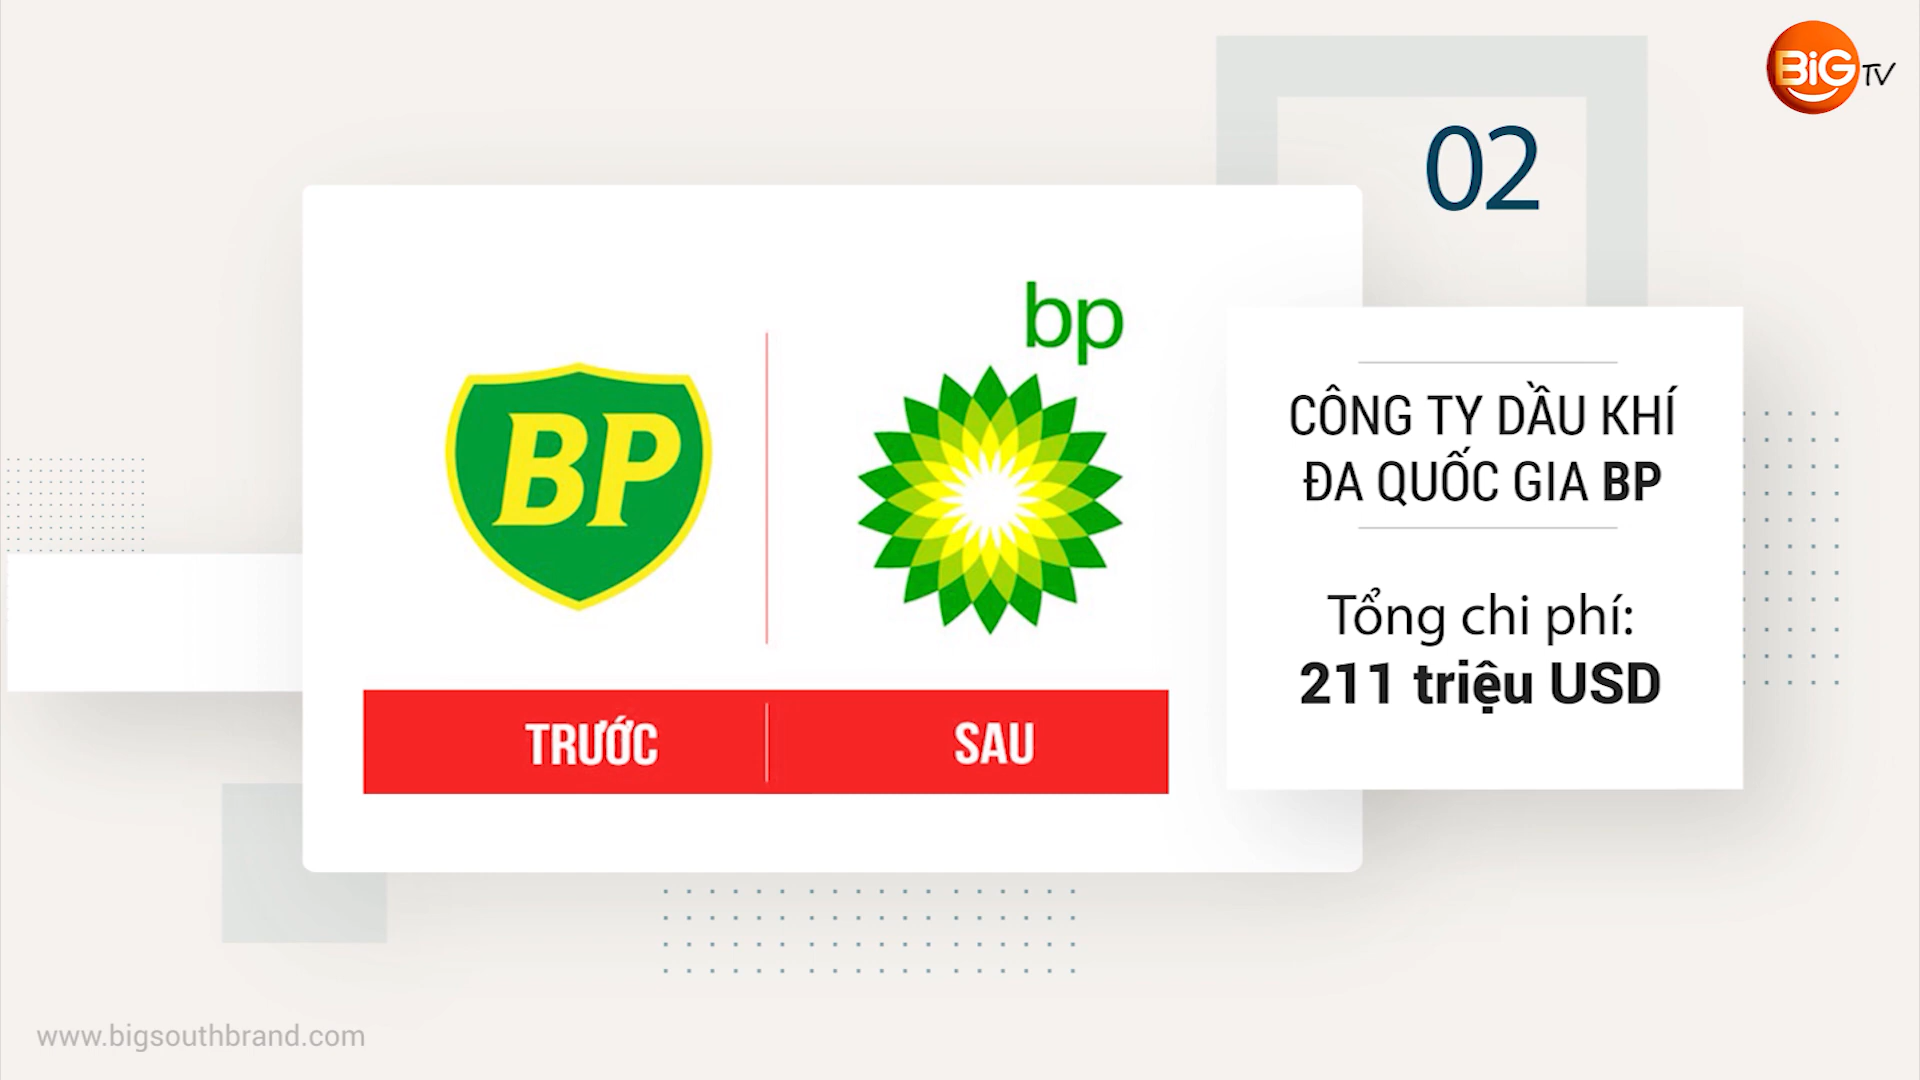 BiG TV
02
bp
BP
CÔNG TY DẦU KHÍ
ĐA QUỐC GIA BP
Tổng chi phí:
211 triệu USD
TRƯỚC
SAU
www.bigsouthbrand.com